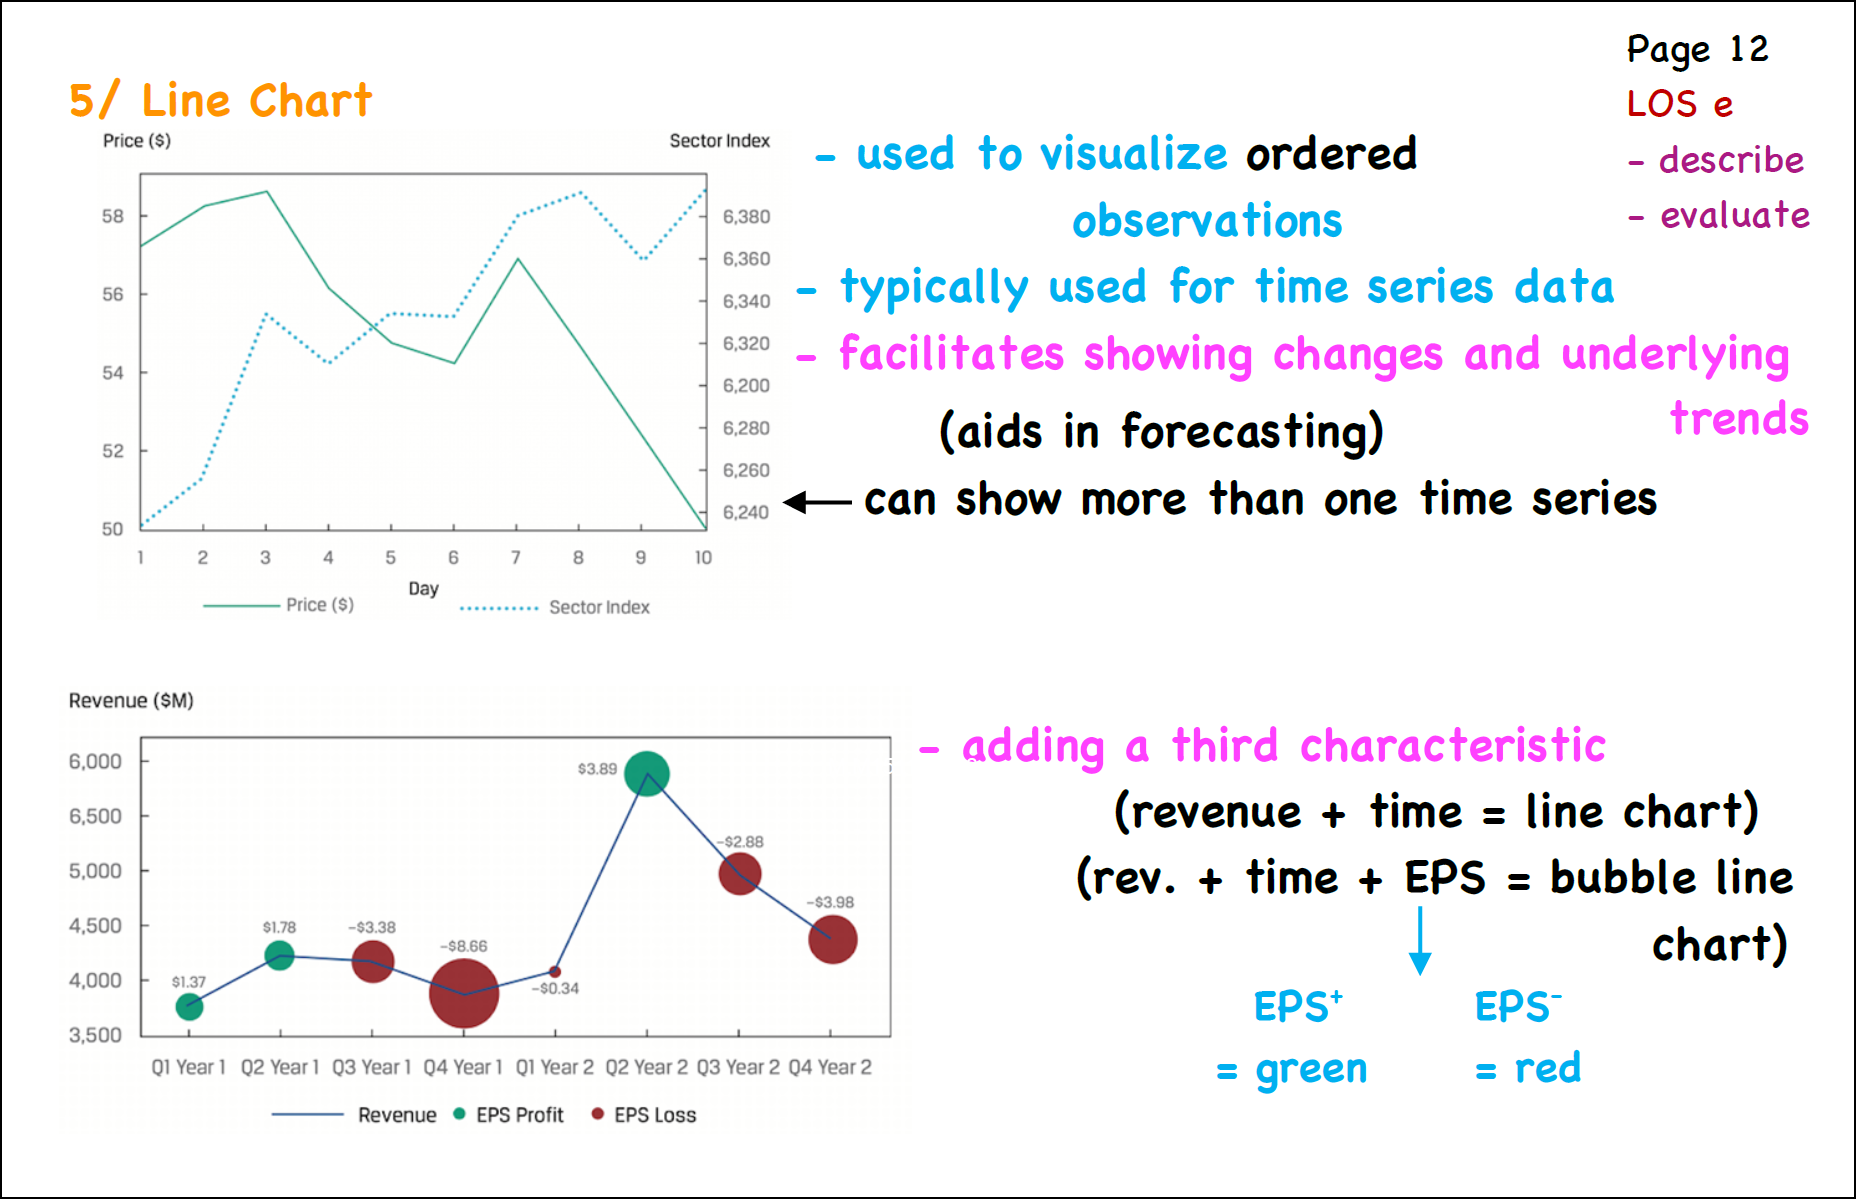 Page 12
LOS e
- describe
- evaluate
5/ Line Chart
Price ($)
Sector Index
58
56
54
52
50
6,380
6,360
6,340
6,320
6,200
6,280
6,260
6,240
1 2 3 4 5 6 7 8 9 10
Day
Price ($) Sector Index
- used to visualize ordered
observations
- typically used for time series data
- facilitates showing changes and underlying
trends
(aids in forecasting)
can show more than one time series
Revenue ($M)
6,000
6,500
5,000
4,500
4,000
3,500
$1.37
$1.78
-$3.38
-$8.66
-$0.34
$3.89
-$2.88
-$3.98
Q1 Year 1 Q2 Year 1 Q3 Year 1 Q4 Year 1 Q1 Year 2 Q2 Year 2 Q3 Year 2 Q4 Year 2
Revenue EPS Profit EPS Loss
- adding a third characteristic
(revenue + time = line chart)
(rev. + time + EPS = bubble line
chart)
EPS⁺ EPS⁻
= green = red